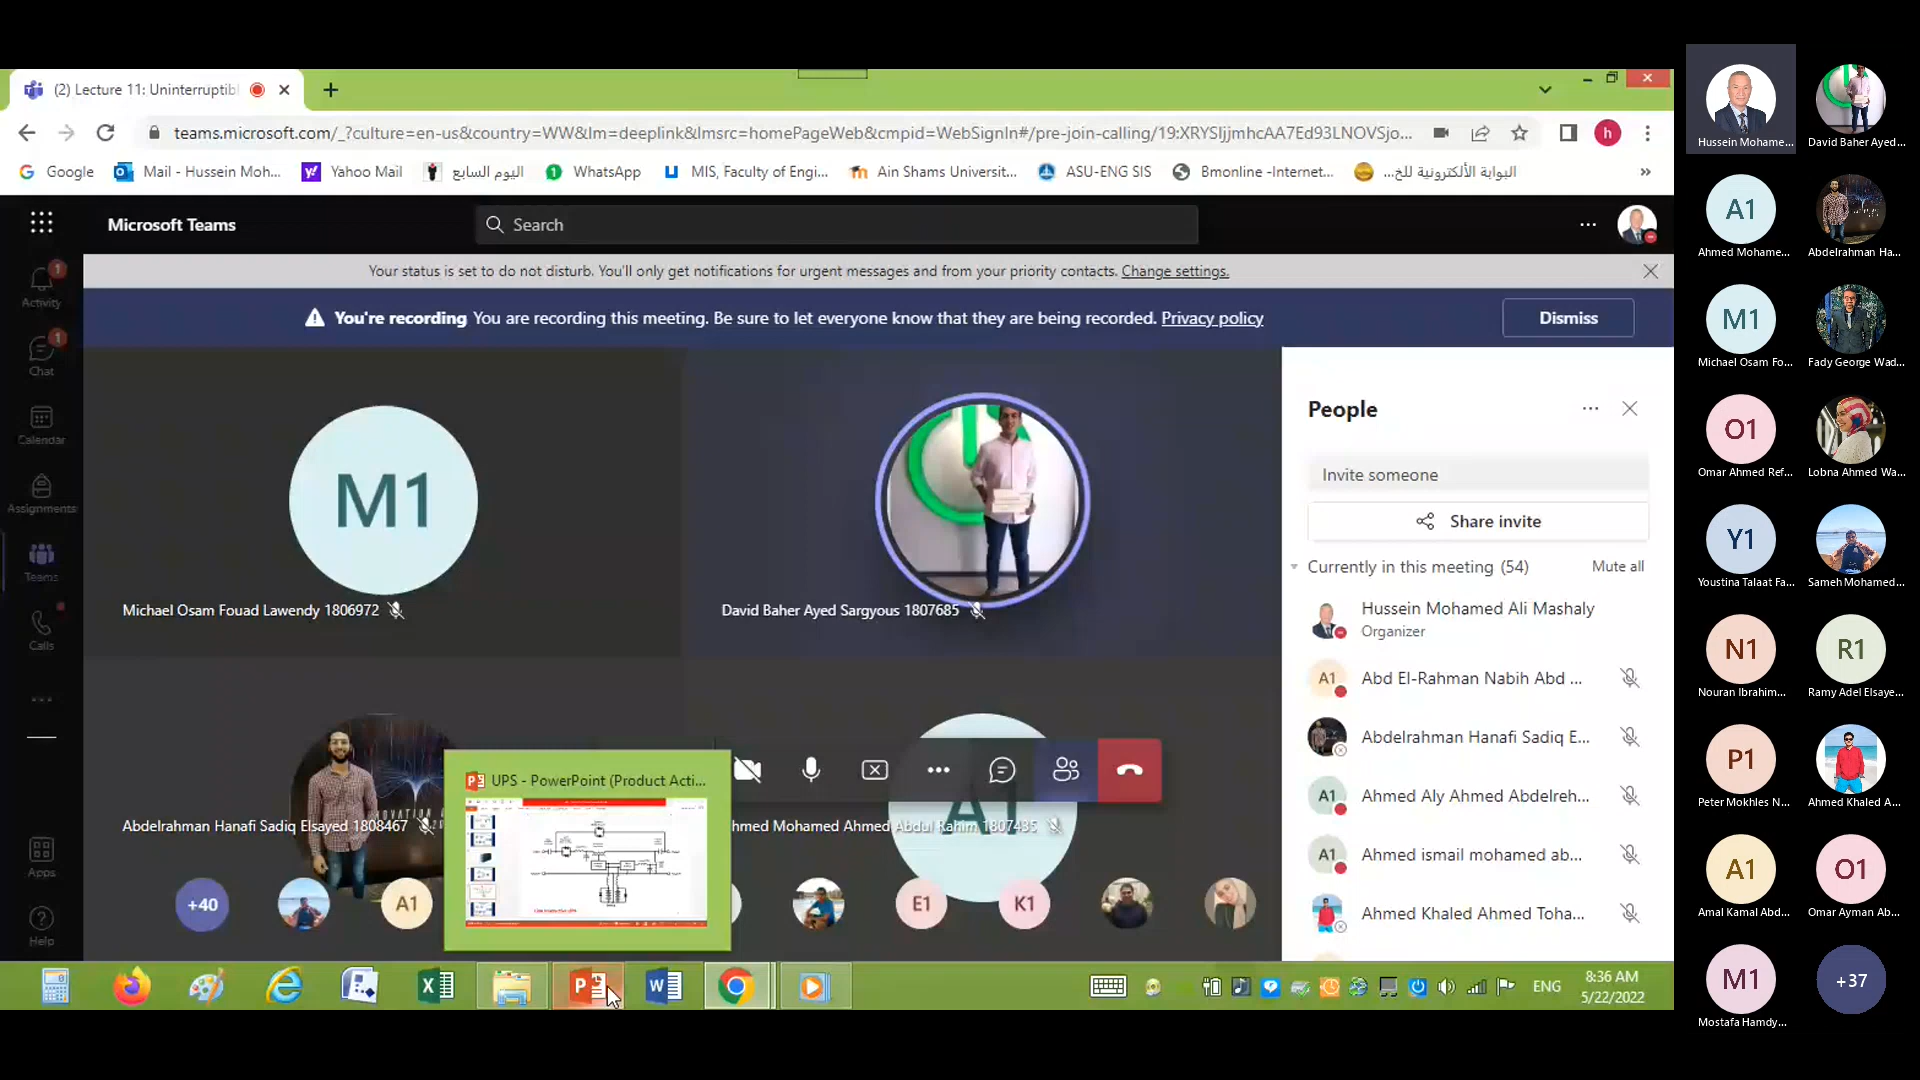 (2) Lecture 11: Uninterruptib
teams.microsoft.com/_?culture=en-us&country=WW&lm=deeplink&lmsrc=homePageWeb&cmpid=WebSignIn#/pre-join-calling/19:XRYSIjjmhcAA7Ed93LNOVSjo...
h
Google Mail - Hussein Moh... Yahoo Mail اليوم السابع WhatsApp MIS, Faculty of Engi... Ain Shams Universit... ASU-ENG SIS Bmonline -Internet... البوابة الألكترونية للخ...
Microsoft Teams
Search
Your status is set to do not disturb. You'll only get notifications for urgent messages and from your priority contacts. Change settings.
You're recording You are recording this meeting. Be sure to let everyone know that they are being recorded. Privacy policy
Dismiss
1
Activity
1
Chat
Calendar
Assignments
Teams
Calls
Apps
Help
M1
Michael Osam Fouad Lawendy 1806972
David Baher Ayed Sargyous 1807685
Abdelrahman Hanafi Sadiq Elsayed 1808467
A1
hmed Mohamed Ahmed Abdul Rahim 1807435
UPS - PowerPoint (Product Acti...
+40
A1
E1
K1
People
Invite someone
Share invite
Currently in this meeting (54)
Mute all
Hussein Mohamed Ali Mashaly
Organizer
A1
Abd El-Rahman Nabih Abd ...
Abdelrahman Hanafi Sadiq E...
A1
Ahmed Aly Ahmed Abdelreh...
A1
Ahmed ismail mohamed ab...
Ahmed Khaled Ahmed Toha...
ENG
8:36 AM
5/22/2022
Hussein Mohame...
David Baher Ayed...
A1
Ahmed Mohame...
Abdelrahman Ha...
M1
Michael Osam Fo...
Fady George Wad...
O1
Omar Ahmed Ref...
Lobna Ahmed Wa...
Y1
Youstina Talaat Fa...
Sameh Mohamed...
N1
Nouran Ibrahim...
R1
Ramy Adel Elsaye...
P1
Peter Mokhles N...
Ahmed Khaled A...
A1
Amal Kamal Abd...
O1
Omar Ayman Ab...
M1
Mostafa Hamdy...
+37